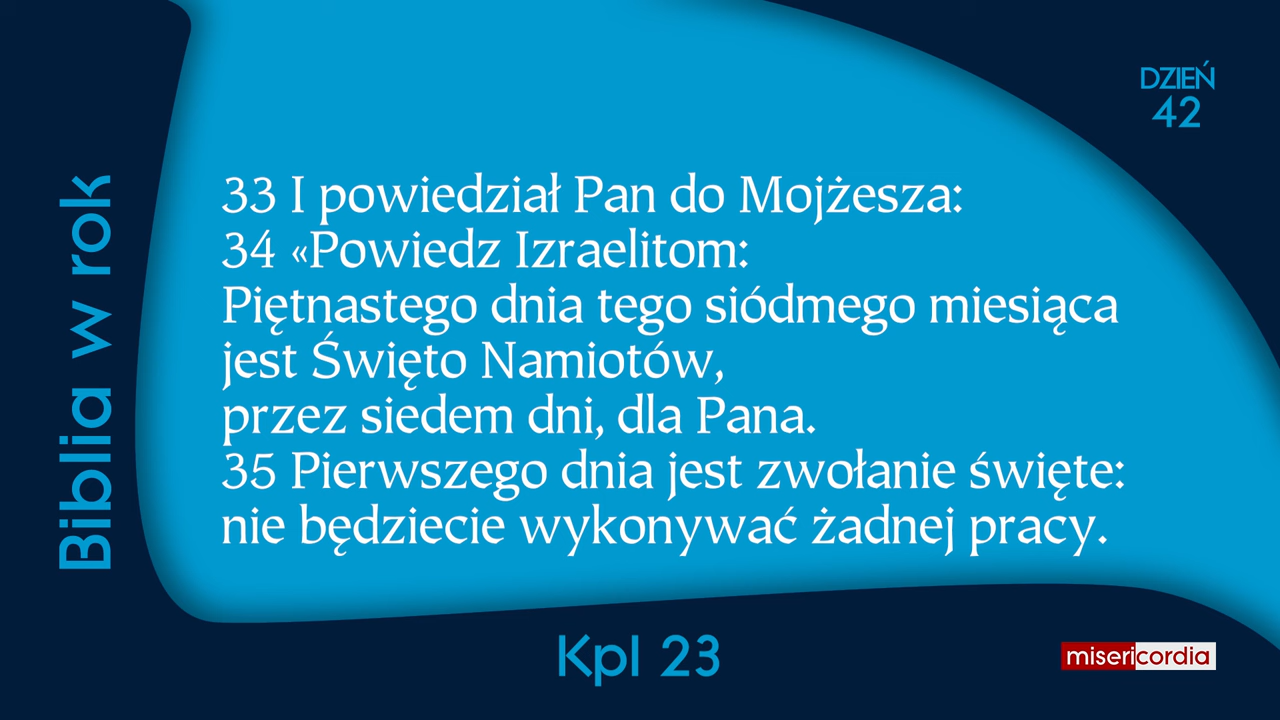 DZIEŃ
42
Biblia w rok
33 I powiedział Pan do Mojżesza:
34 «Powiedz Izraelitom:
Piętnastego dnia tego siódmego miesiąca
jest Święto Namiotów,
przez siedem dni, dla Pana.
35 Pierwszego dnia jest zwołanie święte:
nie będziecie wykonywać żadnej pracy.
Kpl 23
misericordia